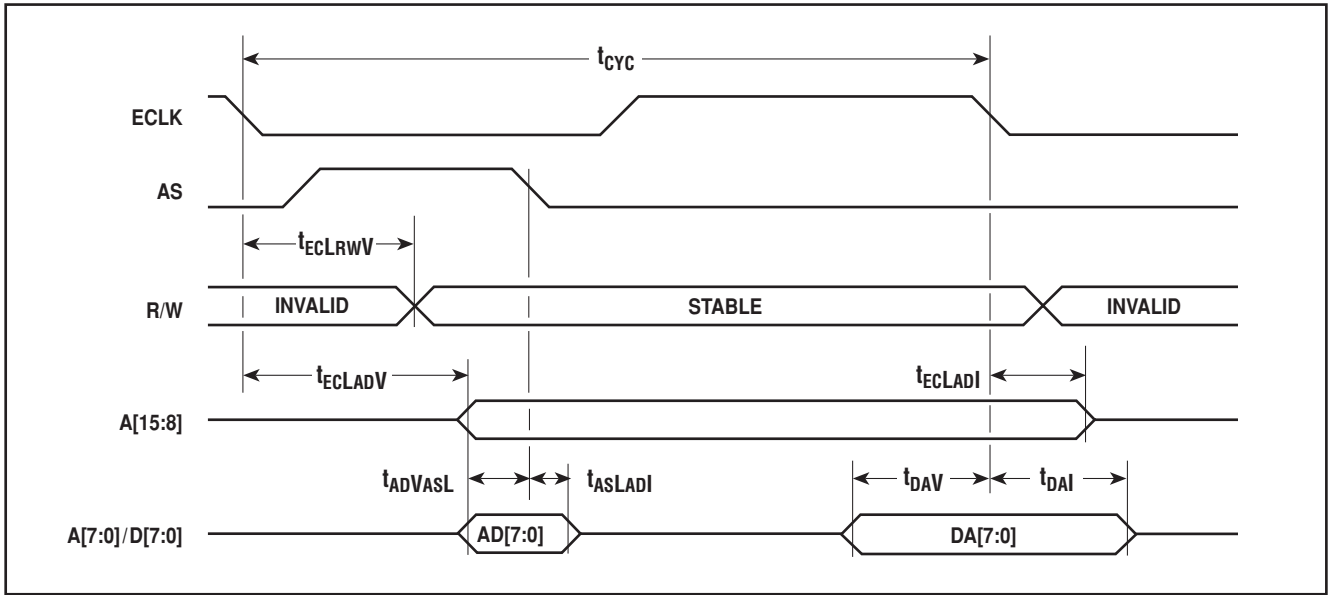 tCYC
ECLK
AS
tECLRWV
R/W INVALID STABLE INVALID
tECLADV tECLADI
A[15:8]
tADVASL tASLADI tDAV tDAI
A[7:0]/D[7:0] AD[7:0] DA[7:0]